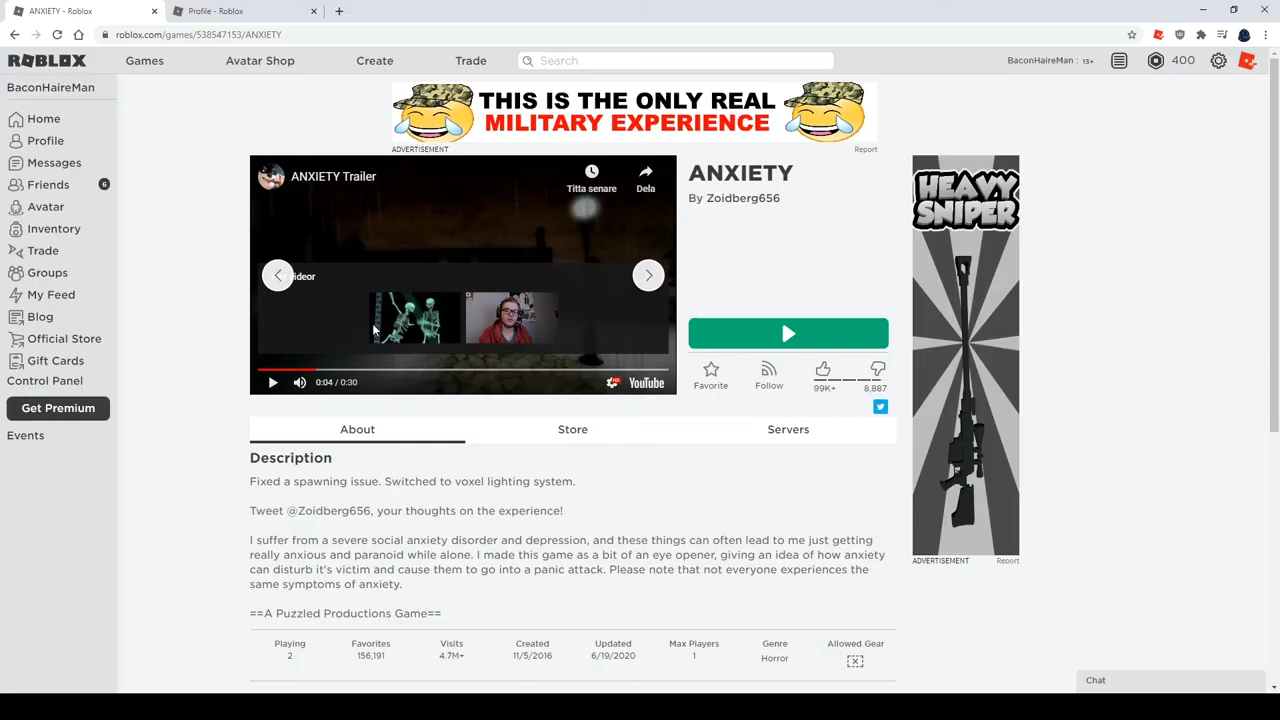 ANXIETY - Roblox
Profile - Roblox
roblox.com/games/538547153/ANXIETY
ROBLOX
Games
Avatar Shop
Create
Trade
Search
BaconHaireMan : 13+
400
BaconHaireMan
Home
Profile
Messages
Friends
6
Avatar
Inventory
Trade
Groups
My Feed
Blog
Official Store
Gift Cards
Control Panel
Get Premium
Events
THIS IS THE ONLY REAL
MILITARY EXPERIENCE
ADVERTISEMENT
Report
ANXIETY Trailer
Titta senare
Dela
videor
0:04 / 0:30
HD
YouTube
ANXIETY
By Zoidberg656
Favorite
Follow
99K+
8,887
About
Store
Servers
Description
Fixed a spawning issue. Switched to voxel lighting system.
Tweet @Zoidberg656, your thoughts on the experience!
I suffer from a severe social anxiety disorder and depression, and these things can often lead to me just getting
really anxious and paranoid while alone. I made this game as a bit of an eye opener, giving an idea of how anxiety
can disturb it's victim and cause them to go into a panic attack. Please note that not everyone experiences the
same symptoms of anxiety.
==A Puzzled Productions Game==
Playing
2
Favorites
156,191
Visits
4.7M+
Created
11/5/2016
Updated
6/19/2020
Max Players
1
Genre
Horror
Allowed Gear
HEAVY
SNIPER
ADVERTISEMENT
Report
Chat